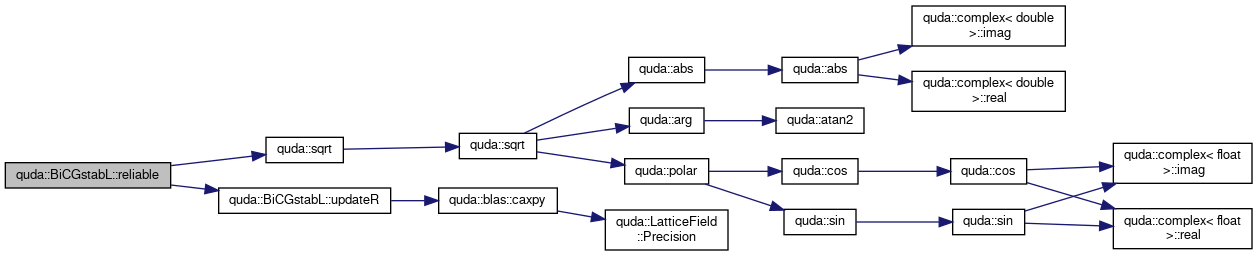 quda::BiCGstabL::reliable
quda::sqrt
quda::BiCGstabL::updateR
quda::sqrt
quda::blas::caxpy
quda::abs
quda::arg
quda::polar
quda::LatticeField
::Precision
quda::abs
quda::atan2
quda::cos
quda::sin
quda::complex< double
>::imag
quda::complex< double
>::real
quda::cos
quda::sin
quda::complex< float
>::imag
quda::complex< float
>::real